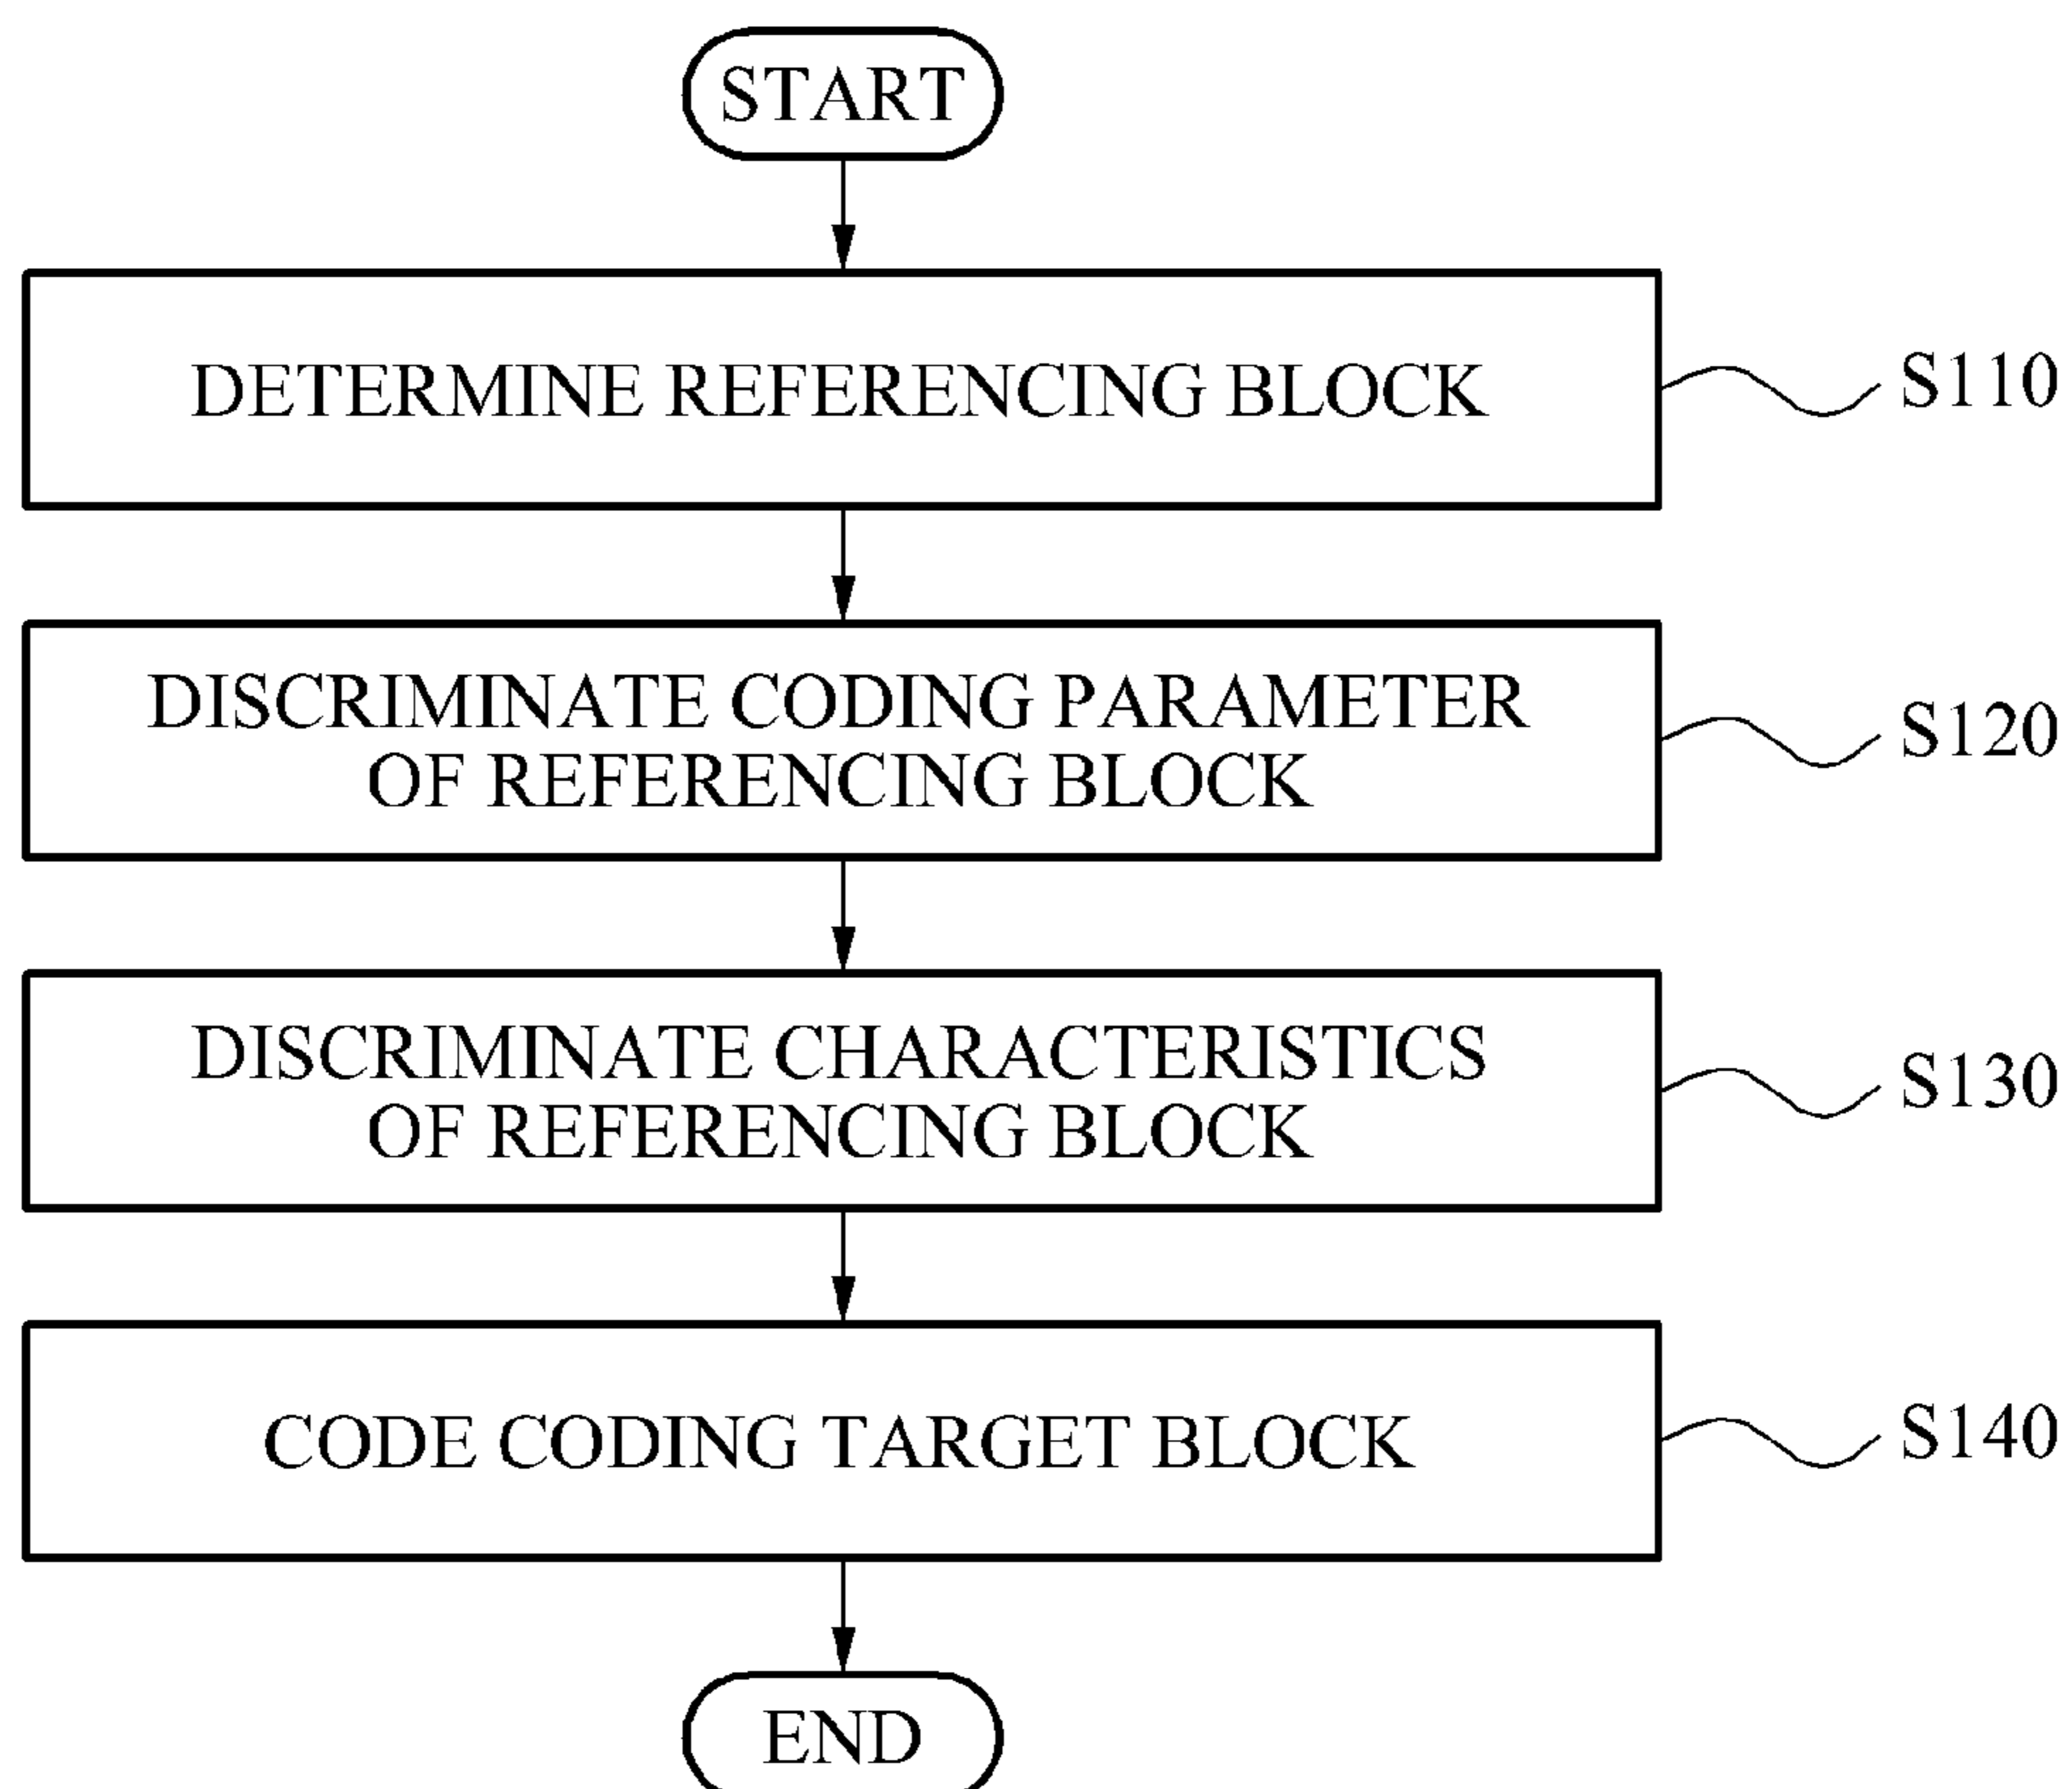 START
DETERMINE REFERENCING BLOCK
S110
DISCRIMINATE CODING PARAMETER
OF REFERENCING BLOCK
S120
DISCRIMINATE CHARACTERISTICS
OF REFERENCING BLOCK
S130
CODE CODING TARGET BLOCK
S140
END